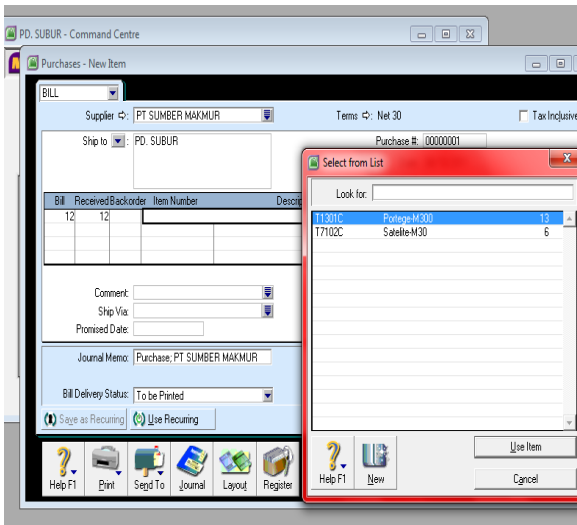 PD. SUBUR - Command Centre
Purchases - New Item
BILL
Supplier PT SUMBER MAKMUR
Terms : Net 30
Tax Inclusive
Ship to : PD. SUBUR
Purchase #: 00000001
Bill Received Backorder Item Number Descrip
12 12
Comment:
Ship Via:
Promised Date:
Journal Memo: Purchase; PT SUMBER MAKMUR
Bill Delivery Status: To be Printed
Save as Recurring Use Recurring
Help F1 Print Send To Journal Layout Register
Select from List
Look for:
T1301C Portege-M300 13
T7102C Satelite-M30 6
Use Item
Help F1 New Cancel